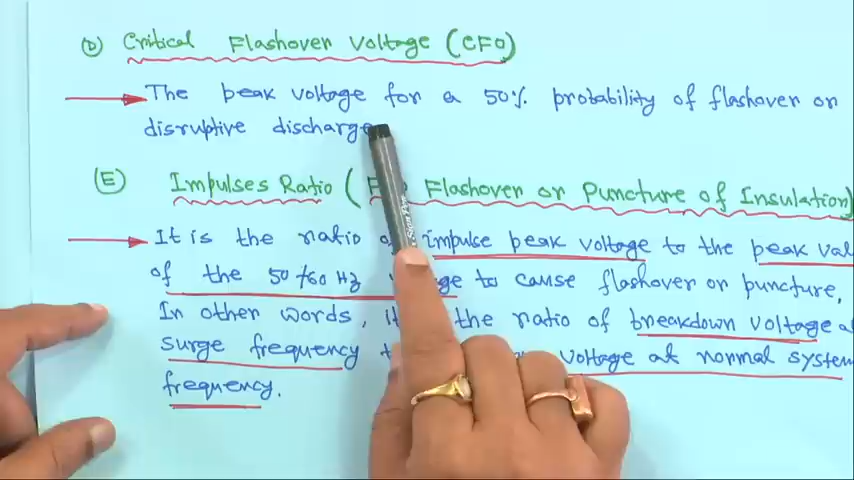 (D) Critical Flashover Voltage (CFO)
The peak voltage for a 50% probability of flashover or
disruptive discharge
(E) Impulses Ratio ( Flashover or Puncture of Insulation)
It is the ratio impulse peak voltage to the peak val
of the 50/60 Hz to cause flashover or puncture,
In other words, the ratio of breakdown voltage a
surge frequency voltage at normal system
frequency.